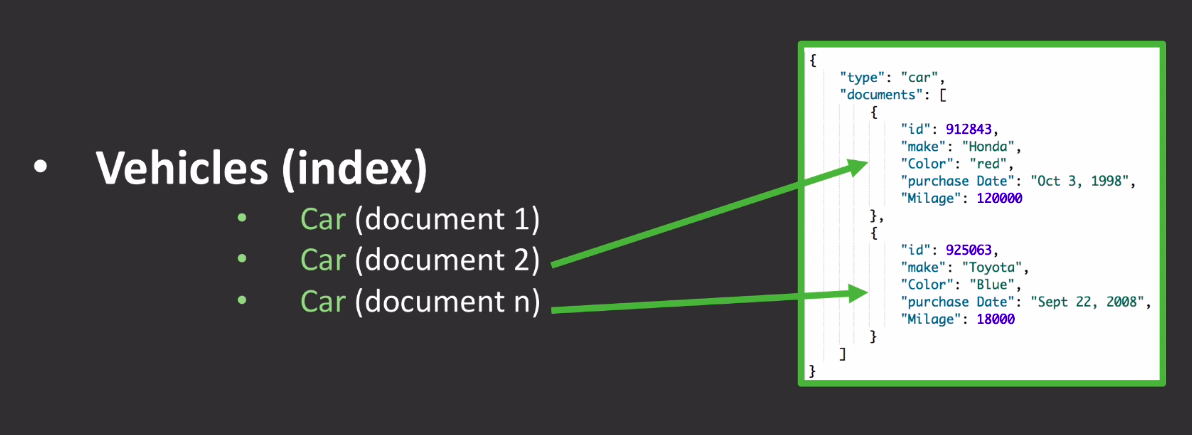 Vehicles (index)
Car (document 1)
Car (document 2)
Car (document n)
{
"type": "car",
"documents": [
{
"id": 912843,
"make": "Honda",
"Color": "red",
"purchase Date": "Oct 3, 1998",
"Milage": 120000
},
{
"id": 925063,
"make": "Toyota",
"Color": "Blue",
"purchase Date": "Sept 22, 2008",
"Milage": 18000
}
]
}